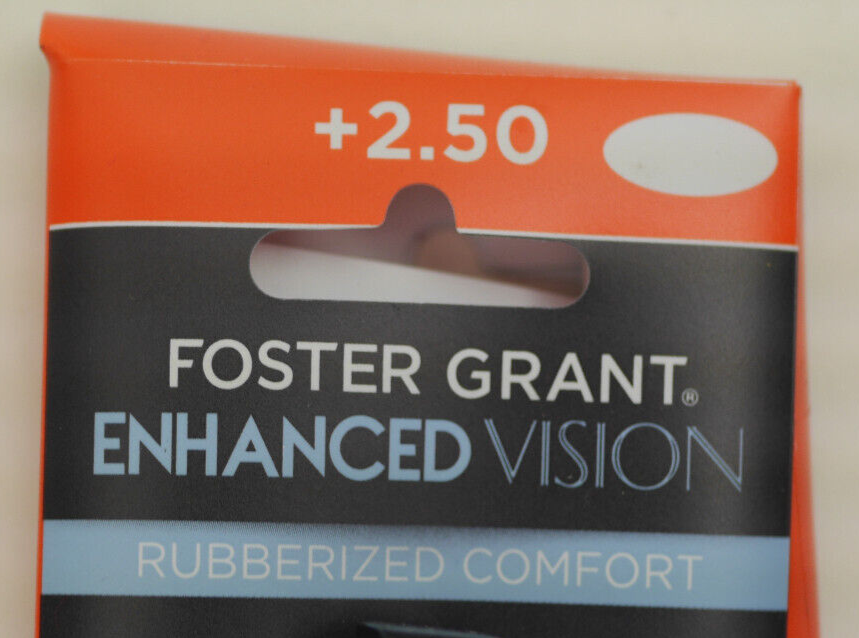 +2.50
FOSTER GRANT®
ENHANCED VISION
RUBBERIZED COMFORT